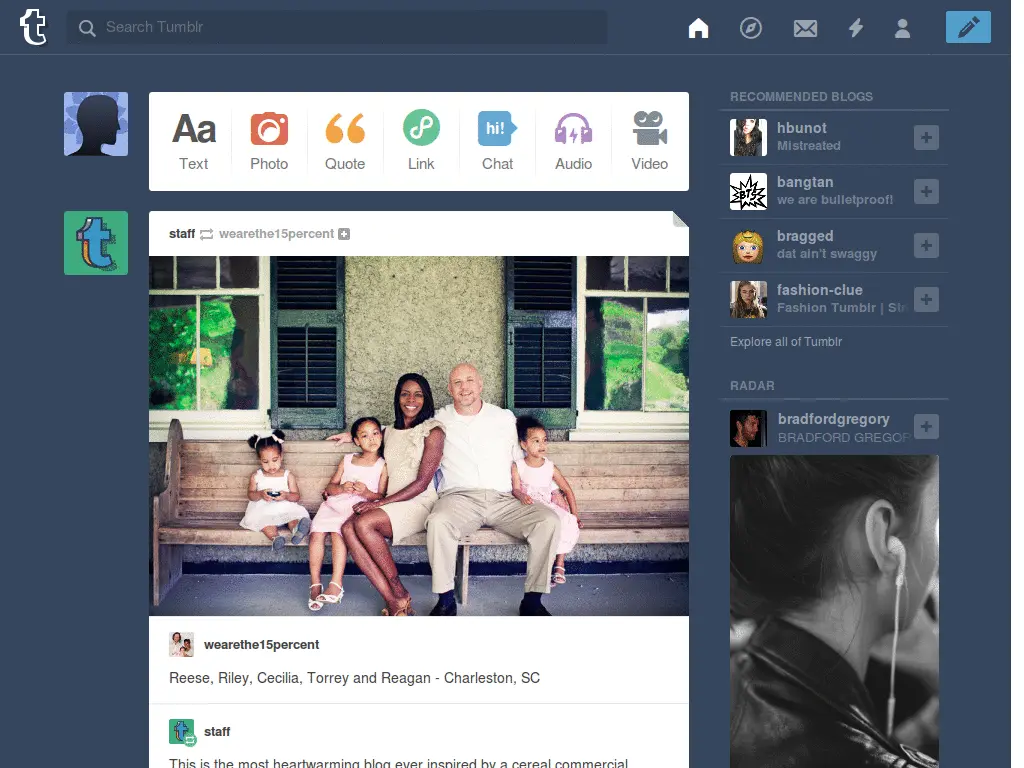 Search Tumblr
Aa
Text
Photo
Quote
Link
hi!
Chat
Audio
Video
staff wearethe15percent
wearethe15percent
Reese, Riley, Cecilia, Torrey and Reagan - Charleston, SC
staff
This is the most heartwarming blog ever inspired by a cereal commercial
RECOMMENDED BLOGS
hbunot
Mistreated
BTS
bangtan
we are bulletproof!
bragged
dat ain't swaggy
fashion-clue
Fashion Tumblr | Str
Explore all of Tumblr
RADAR
bradfordgregory
BRADFORD GREGOR